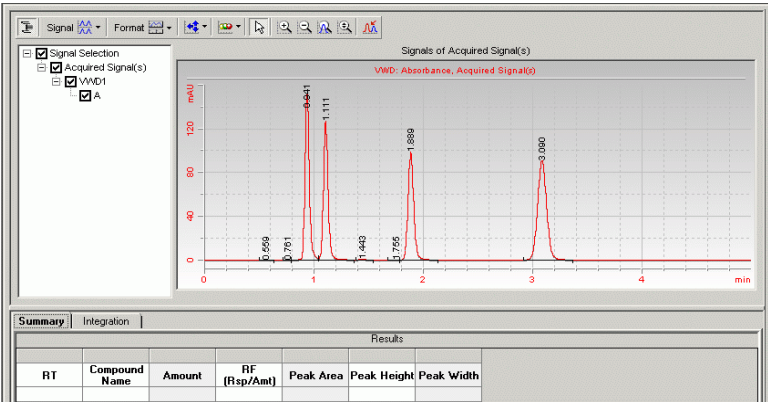 Signal Format
Signal Selection
Acquired Signal(s)
VWD1
A
Signals of Acquired Signal(s)
VWD: Absorbance, Acquired Signal(s)
mAU
120
80
40
0
0.559
0.761
0.941
1.111
1.443
1.755
1.889
3.090
0 1 2 3 4 min
Summary Integration
Results
RT Compound Name Amount RF (Rsp/Amt) Peak Area Peak Height Peak Width